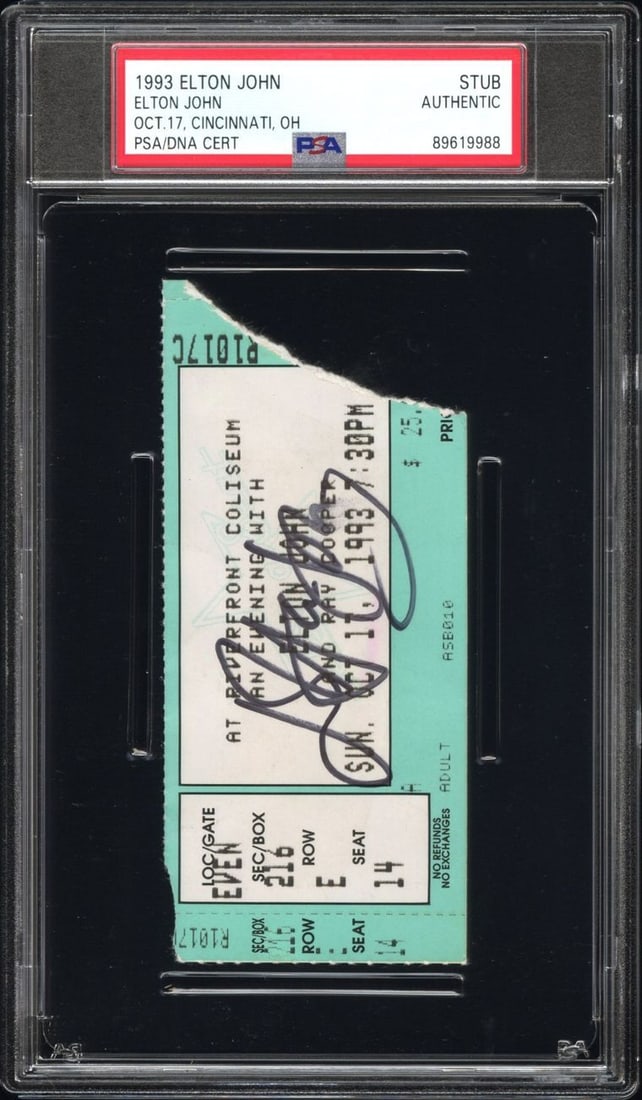 1993 ELTON JOHN STUB
ELTON JOHN AUTHENTIC
OCT.17, CINCINNATI, OH
PSA/DNA CERT PSA 89619988
R1017C
AT RIVERFRONT COLISEUM
AN EVENING WITH
ELTON JOHN
AND RAY COOPER
SUN. OCT 17, 1993 7:30PM
$ 25.
PRIC
ASB010
A ADULT
NO REFUNDS
NO EXCHANGES
LOC/GATE
EVEN
SEC/BOX
216
ROW
E
SEAT
14
R1017
SEC/BOX
ROW
SEAT
14